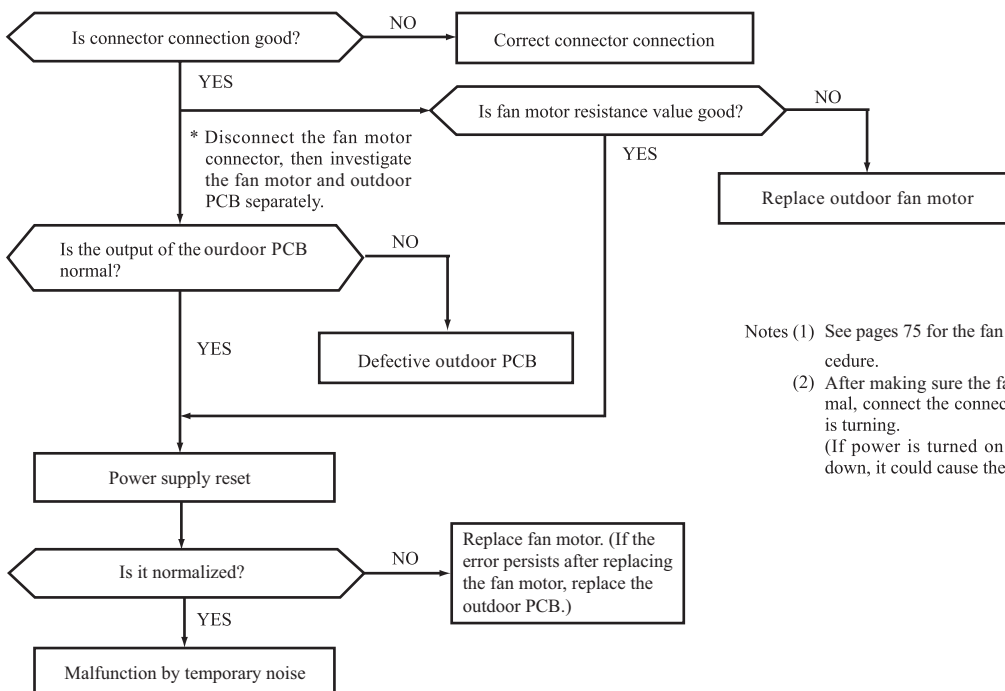 Is connector connection good?
NO
Correct connector connection
YES
Is fan motor resistance value good?
NO
YES
* Disconnect the fan motor
connector, then investigate
the fan motor and outdoor
PCB separately.
Replace outdoor fan motor
Is the output of the ourdoor PCB
normal?
NO
YES
Defective outdoor PCB
Notes (1) See pages 75 for the fan
cedure.
(2) After making sure the fa
mal, connect the connec
is turning.
(If power is turned on
down, it could cause the
Power supply reset
Is it normalized?
NO
Replace fan motor. (If the
error persists after replacing
the fan motor, replace the
outdoor PCB.)
YES
Malfunction by temporary noise